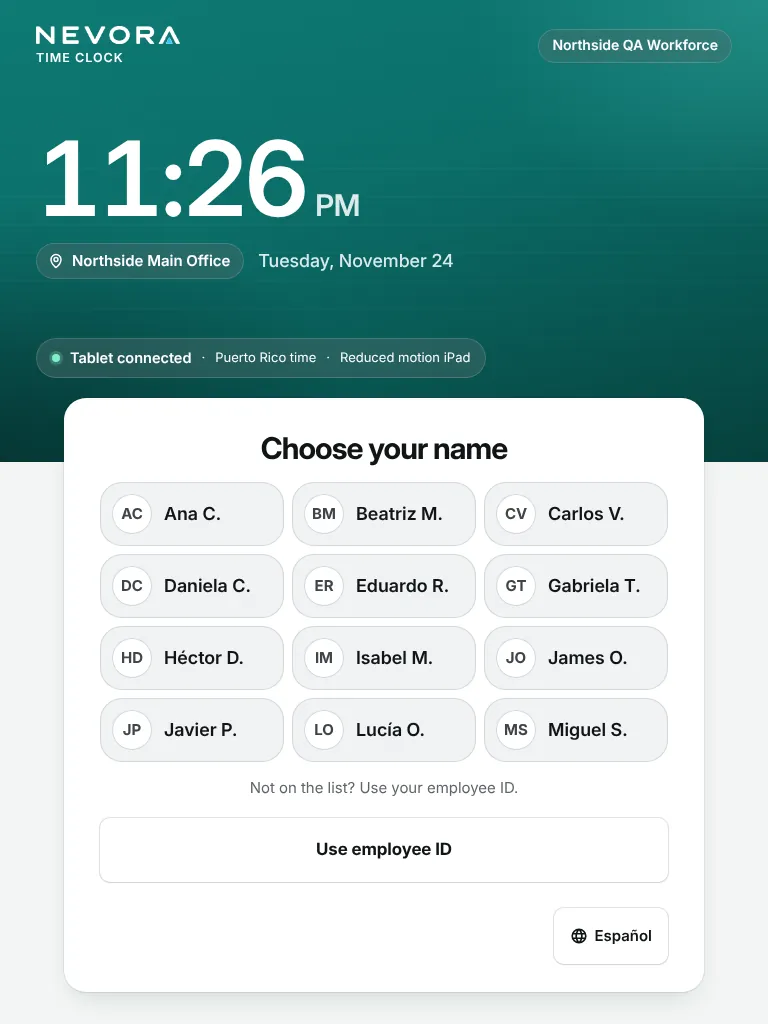 NEVORA
TIME CLOCK
Northside QA Workforce
11:26 PM
Northside Main Office
Tuesday, November 24
Tablet connected · Puerto Rico time · Reduced motion iPad
Choose your name
AC Ana C.
BM Beatriz M.
CV Carlos V.
DC Daniela C.
ER Eduardo R.
GT Gabriela T.
HD Héctor D.
IM Isabel M.
JO James O.
JP Javier P.
LO Lucía O.
MS Miguel S.
Not on the list? Use your employee ID.
Use employee ID
Español